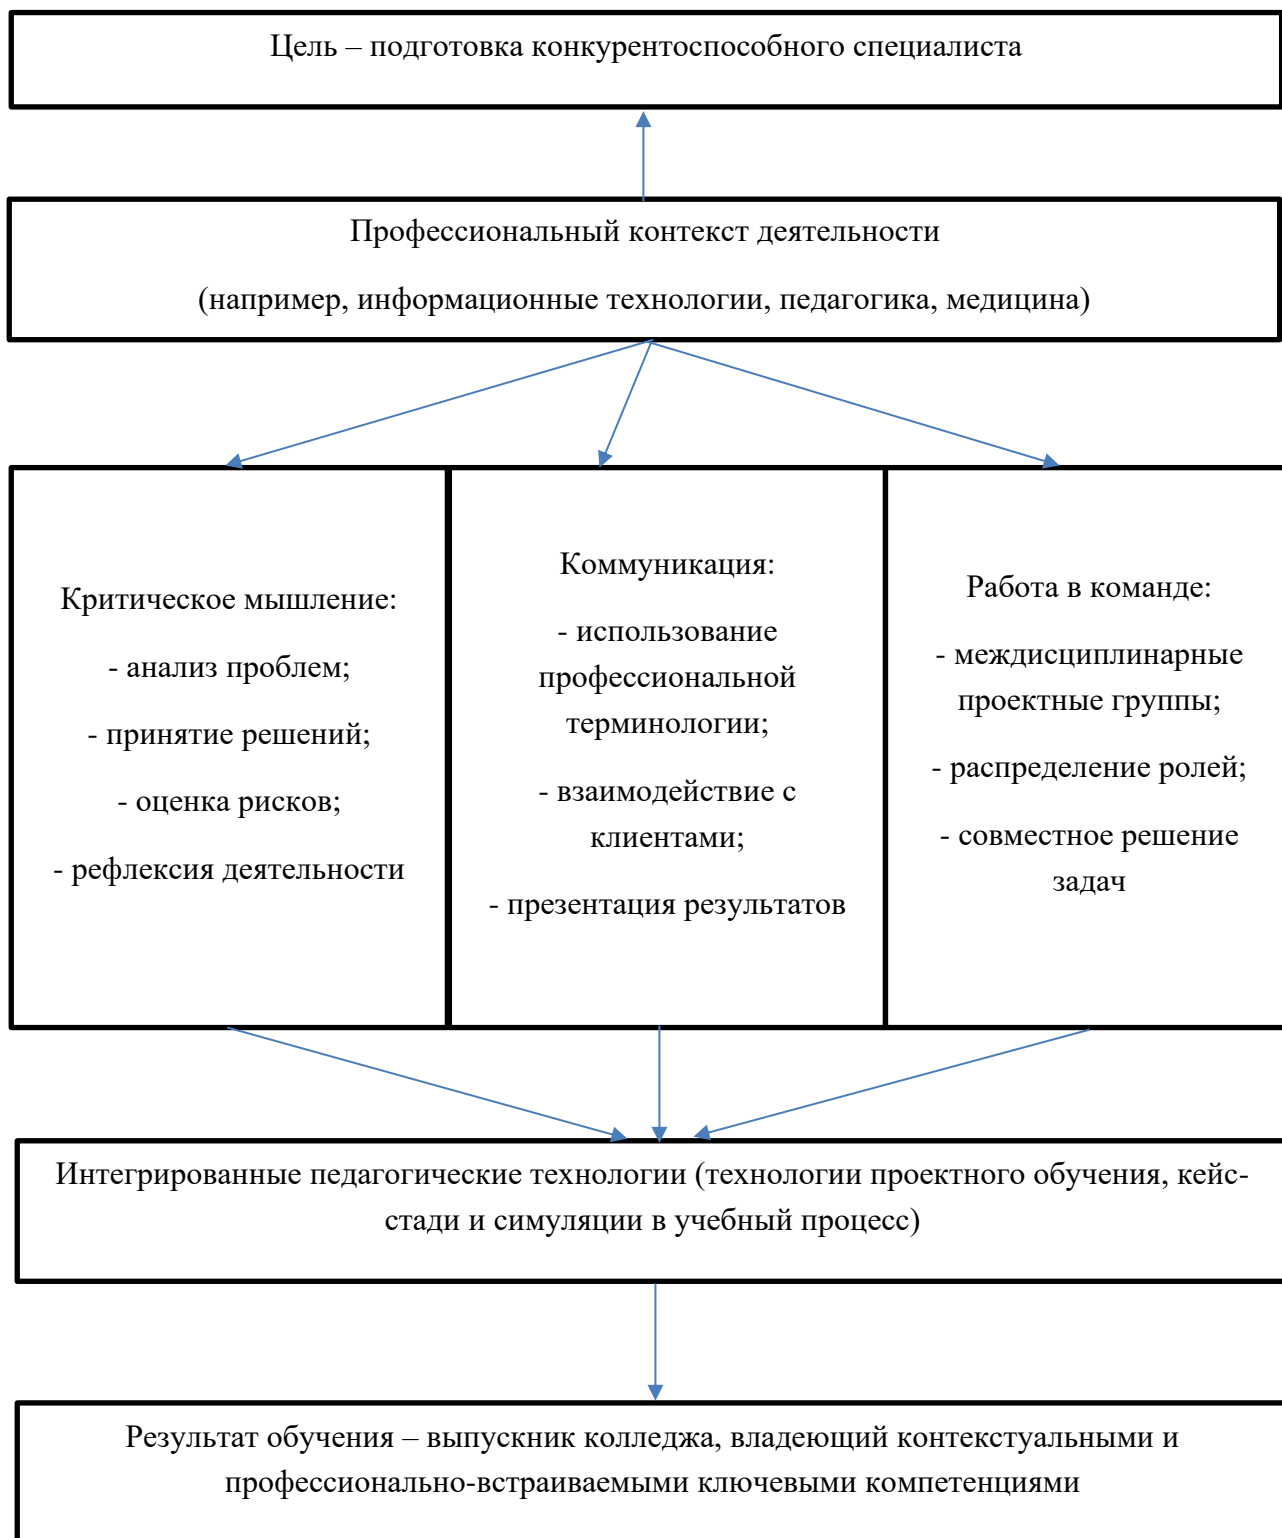 Цель – подготовка конкурентоспособного специалиста
Профессиональный контекст деятельности
(например, информационные технологии, педагогика, медицина)
Критическое мышление:
- анализ проблем;
- принятие решений;
- оценка рисков;
- рефлексия деятельности
Коммуникация:
- использование
профессиональной
терминологии;
- взаимодействие с
клиентами;
- презентация результатов
Работа в команде:
- междисциплинарные
проектные группы;
- распределение ролей;
- совместное решение
задач
Интегрированные педагогические технологии (технологии проектного обучения, кейс-
стади и симуляции в учебный процесс)
Результат обучения – выпускник колледжа, владеющий контекстуальными и
профессионально-встраиваемыми ключевыми компетенциями